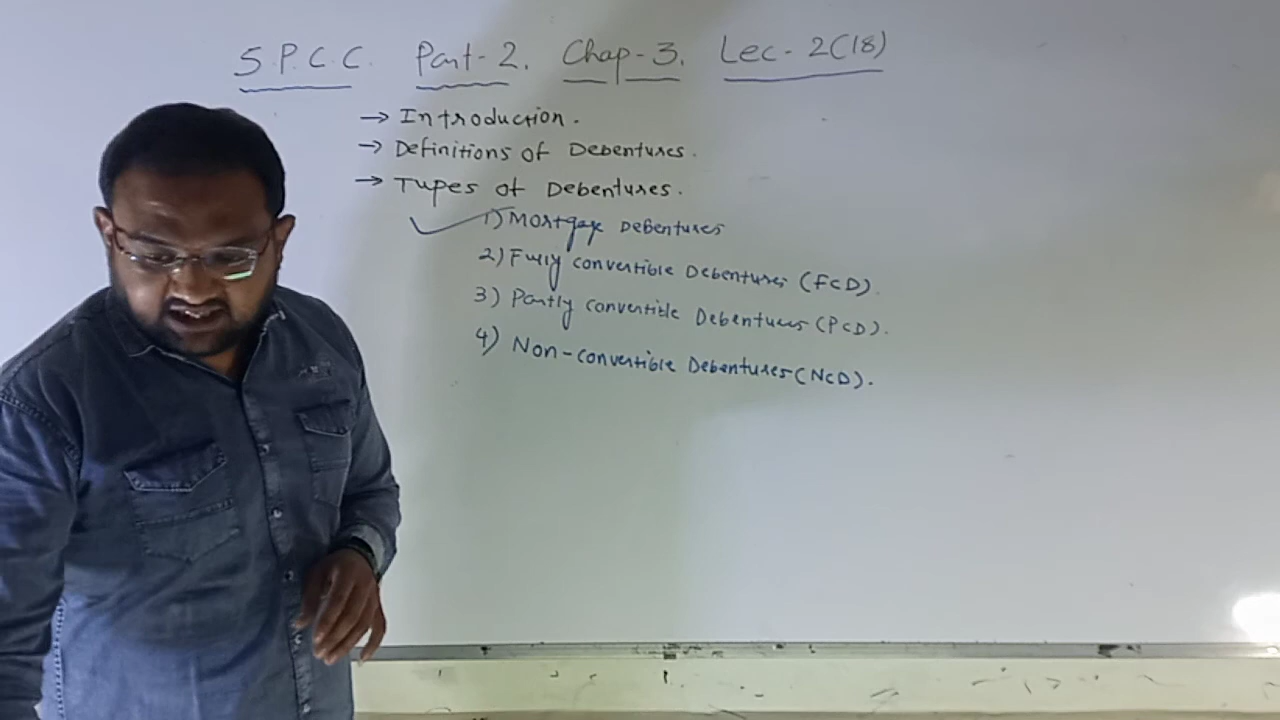 S.P.C.C. Part-2. Chap-3. Lec-2(18)
→ Introduction.
→ Definitions of Debentures.
→ Types of Debentures.
1) Mortgage Debentures
2) Fully convertible Debentures (FCD).
3) Partly convertible Debentures (PCD).
4) Non-convertible Debentures (NCD).